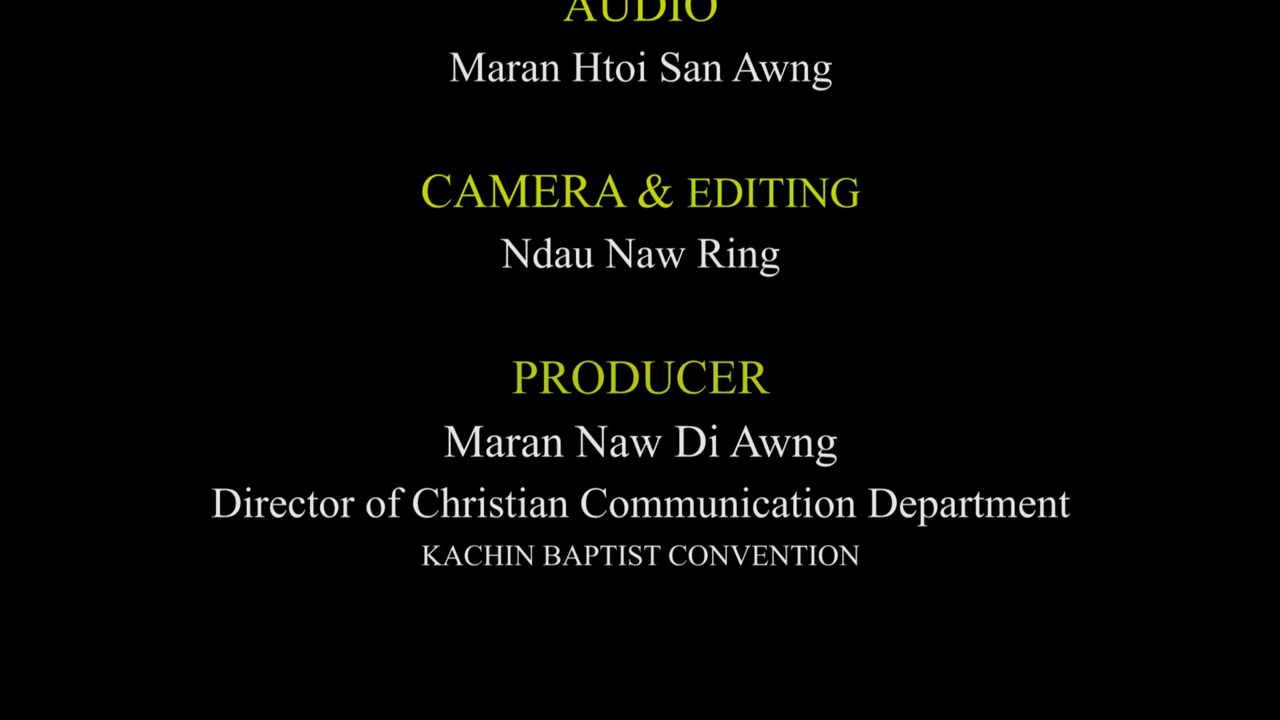 AUDIO
Maran Htoi San Awng
CAMERA & EDITING
Ndau Naw Ring
PRODUCER
Maran Naw Di Awng
Director of Christian Communication Department
KACHIN BAPTIST CONVENTION